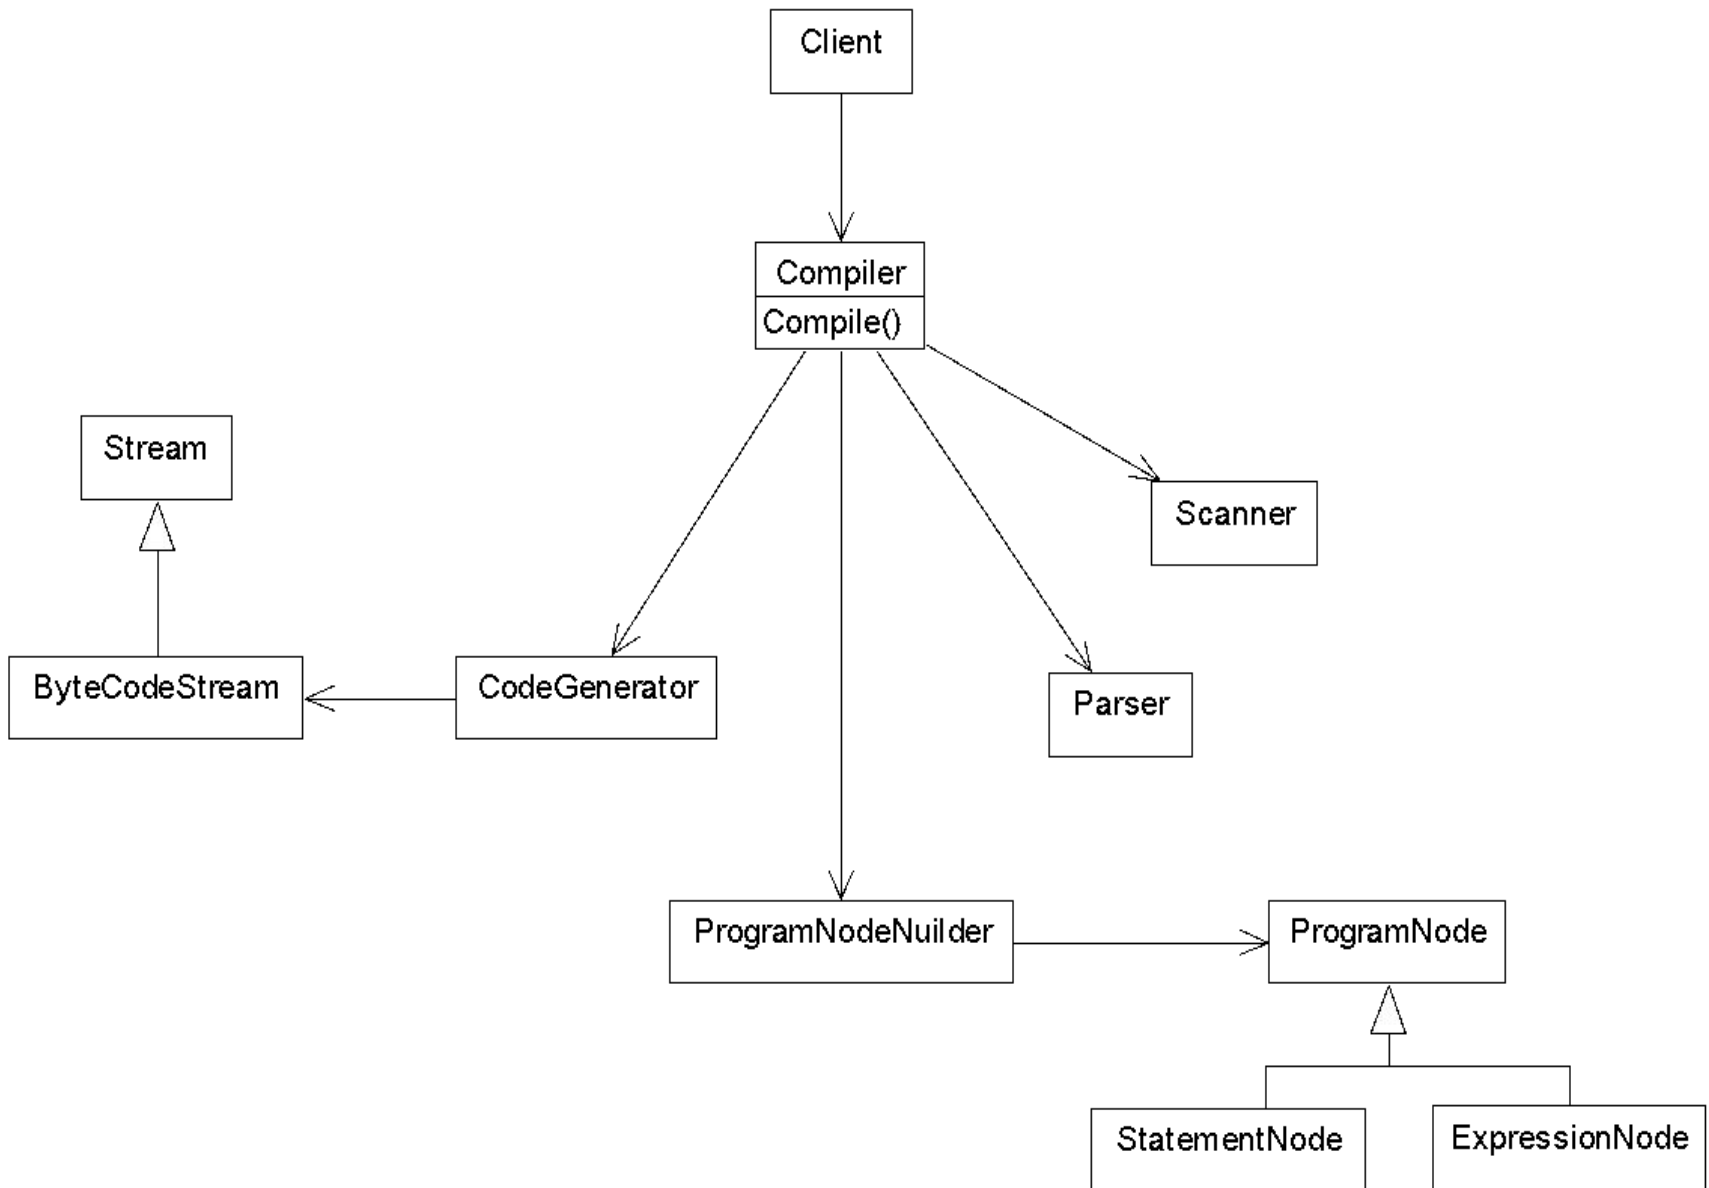 Client
Compiler
Compile()
Stream
Scanner
ByteCodeStream
CodeGenerator
Parser
ProgramNodeNuilder
ProgramNode
StatementNode
ExpressionNode